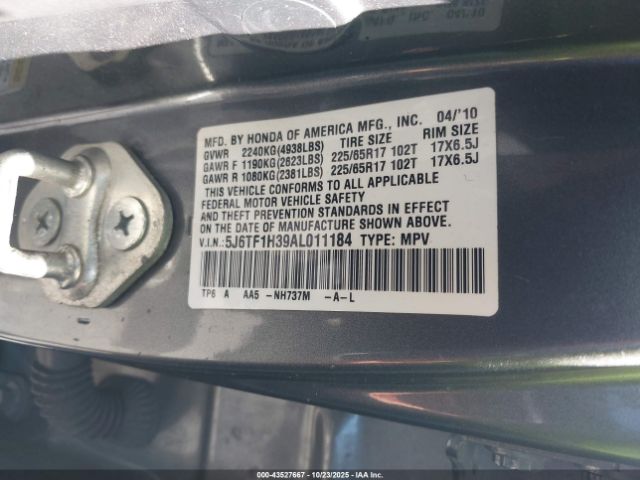 MFD. BY HONDA OF AMERICA MFG., INC. 04/'10
GVWR 2240KG(4938LBS) TIRE SIZE RIM SIZE
GAWR F 1190KG(2623LBS) 225/65R17 102T 17X6.5J
GAWR R 1080KG(2381LBS) 225/65R17 102T 17X6.5J
THIS VEHICLE CONFORMS TO ALL APPLICABLE
FEDERAL MOTOR VEHICLE SAFETY
AND THEFT PREVENTION STANDARDS IN EFFECT
ON THE DATE OF MANUFACTURE SHOWN ABOVE.
V.I.N.: 5J6TF1H39AL011184 TYPE: MPV
TP6 A AA5 -NH737M -A-L
000-43527667 - 10/23/2025 - IAAI.CA